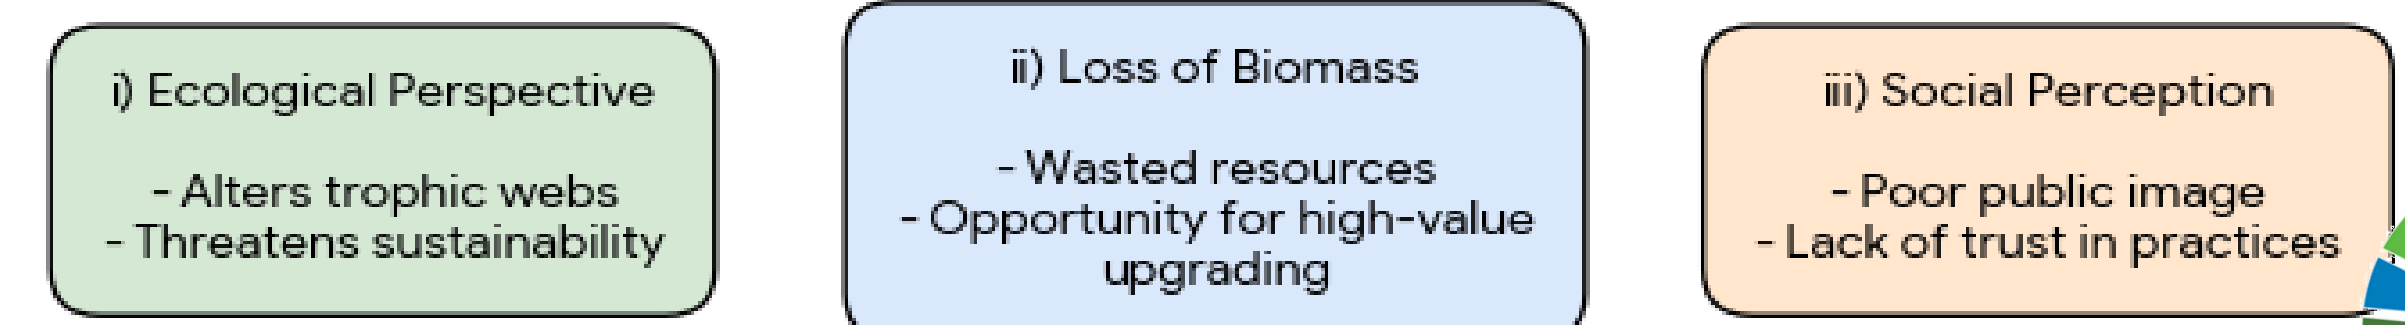 i) Ecological Perspective
- Alters trophic webs
- Threatens sustainability
ii) Loss of Biomass
- Wasted resources
- Opportunity for high-value
upgrading
iii) Social Perception
- Poor public image
- Lack of trust in practices